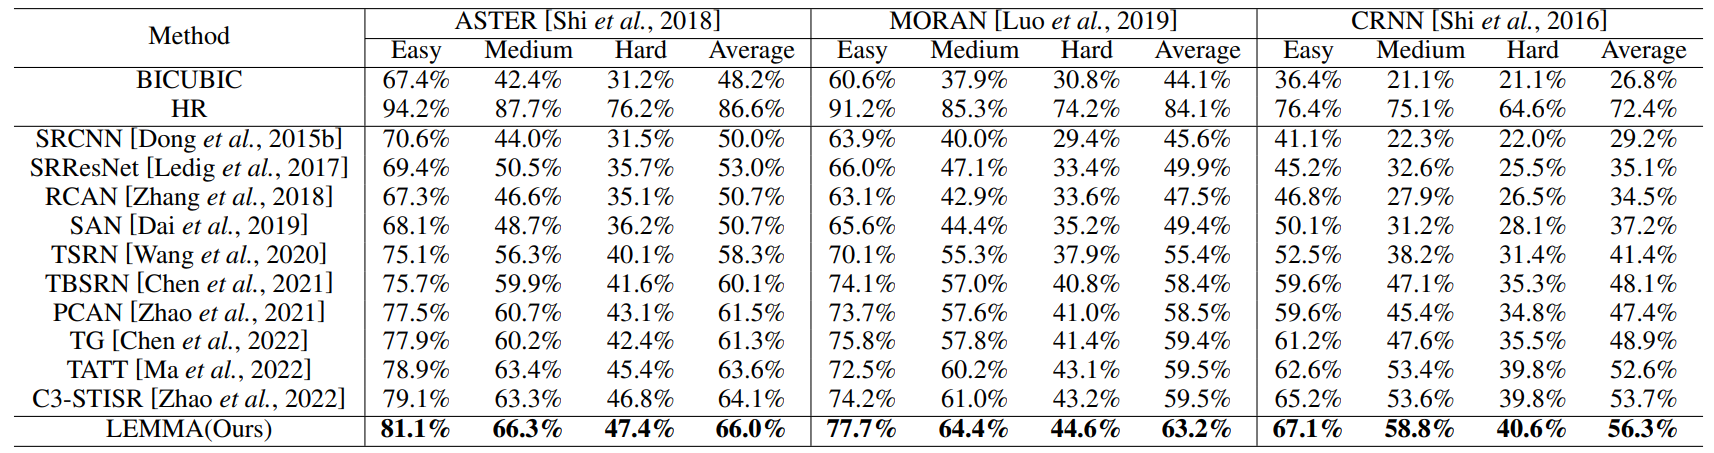 Method ASTER [Shi et al., 2018] MORAN [Luo et al., 2019] CRNN [Shi et al., 2016]
Easy Medium Hard Average Easy Medium Hard Average Easy Medium Hard Average
BICUBIC 67.4% 42.4% 31.2% 48.2% 60.6% 37.9% 30.8% 44.1% 36.4% 21.1% 21.1% 26.8%
HR 94.2% 87.7% 76.2% 86.6% 91.2% 85.3% 74.2% 84.1% 76.4% 75.1% 64.6% 72.4%
SRCNN [Dong et al., 2015b] 70.6% 44.0% 31.5% 50.0% 63.9% 40.0% 29.4% 45.6% 41.1% 22.3% 22.0% 29.2%
SRResNet [Ledig et al., 2017] 69.4% 50.5% 35.7% 53.0% 66.0% 47.1% 33.4% 49.9% 45.2% 32.6% 25.5% 35.1%
RCAN [Zhang et al., 2018] 67.3% 46.6% 35.1% 50.7% 63.1% 42.9% 33.6% 47.5% 46.8% 27.9% 26.5% 34.5%
SAN [Dai et al., 2019] 68.1% 48.7% 36.2% 50.7% 65.6% 44.4% 35.2% 49.4% 50.1% 31.2% 28.1% 37.2%
TSRN [Wang et al., 2020] 75.1% 56.3% 40.1% 58.3% 70.1% 55.3% 37.9% 55.4% 52.5% 38.2% 31.4% 41.4%
TBSRN [Chen et al., 2021] 75.7% 59.9% 41.6% 60.1% 74.1% 57.0% 40.8% 58.4% 59.6% 47.1% 35.3% 48.1%
PCAN [Zhao et al., 2021] 77.5% 60.7% 43.1% 61.5% 73.7% 57.6% 41.0% 58.5% 59.6% 45.4% 34.8% 47.4%
TG [Chen et al., 2022] 77.9% 60.2% 42.4% 61.3% 75.8% 57.8% 41.4% 59.4% 61.2% 47.6% 35.5% 48.9%
TATT [Ma et al., 2022] 78.9% 63.4% 45.4% 63.6% 72.5% 60.2% 43.1% 59.5% 62.6% 53.4% 39.8% 52.6%
C3-STISR [Zhao et al., 2022] 79.1% 63.3% 46.8% 64.1% 74.2% 61.0% 43.2% 59.5% 65.2% 53.6% 39.8% 53.7%
LEMMA(Ours) 81.1% 66.3% 47.4% 66.0% 77.7% 64.4% 44.6% 63.2% 67.1% 58.8% 40.6% 56.3%